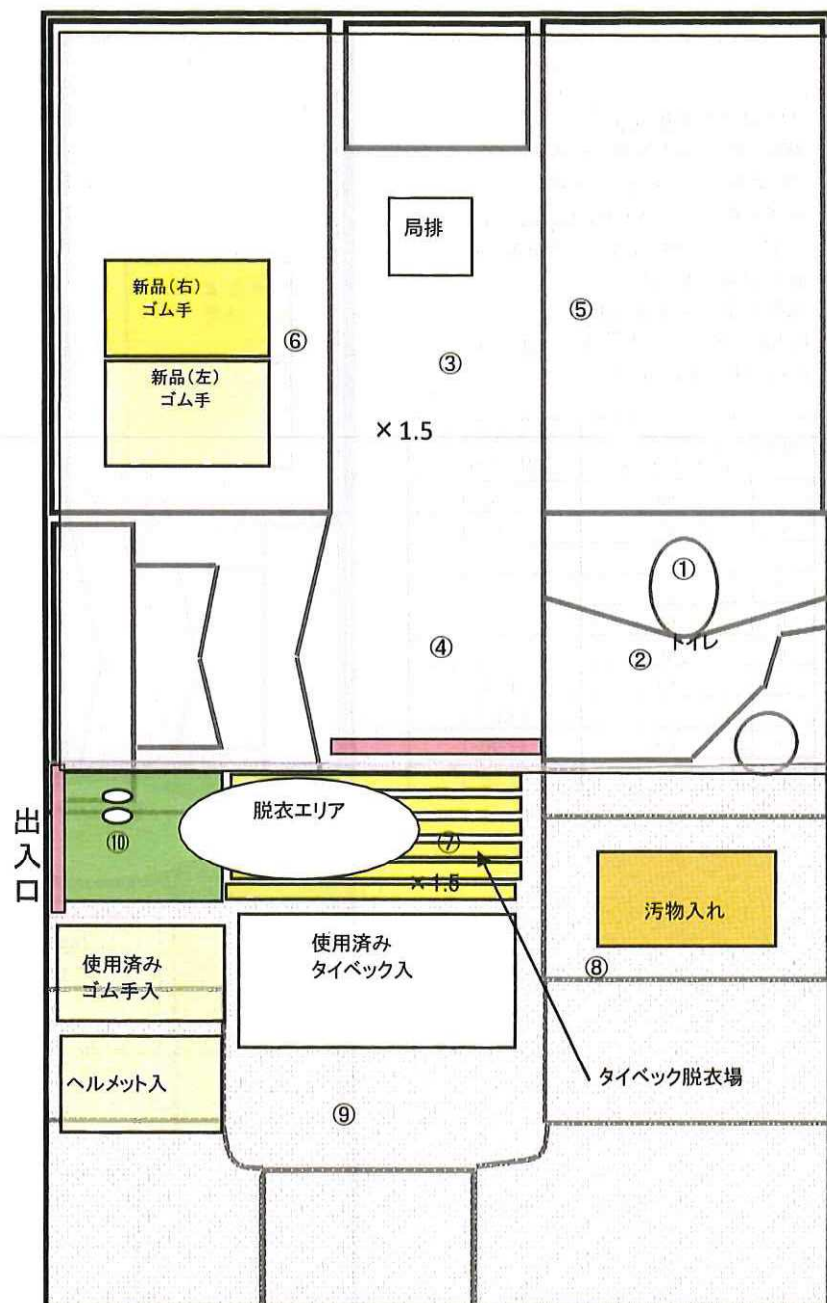 局排
新品(右)
ゴム手
⑥
⑤
③
新品(左)
ゴム手
×1.5
①
トイレ
②
④
出入口
脱衣エリア
⑩
⑦
×1.5
汚物入れ
使用済み
タイベック入
使用済み
ゴム手入
⑧
ヘルメット入
タイベック脱衣場
⑨